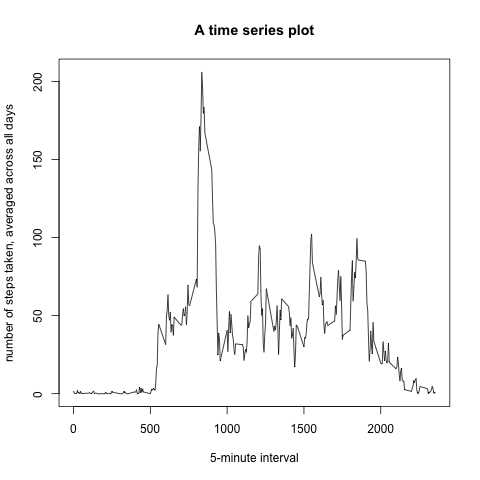 A time series plot
number of steps taken, averaged across all days
200
150
100
50
0
0 500 1000 1500 2000
5-minute interval